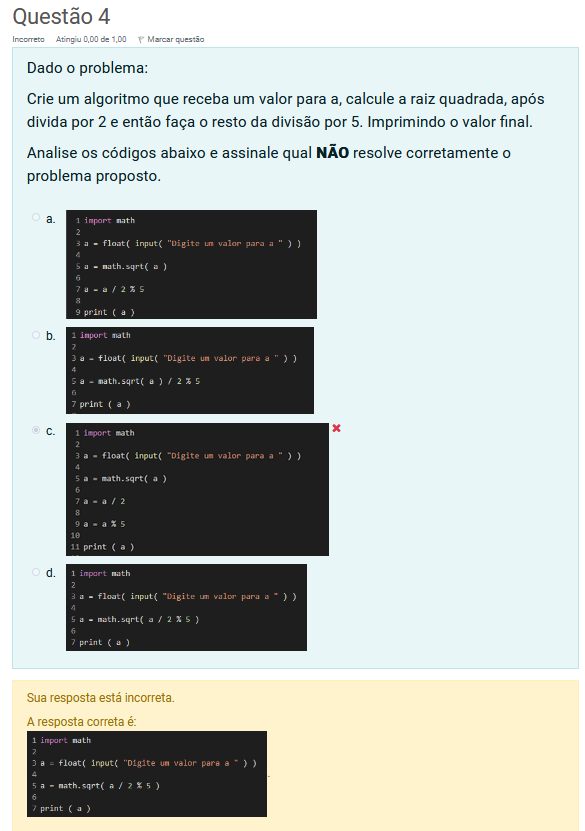 Questão 4
Incorreto Atingiu 0,00 de 1,00 Marcar questão
Dado o problema:
Crie um algoritmo que receba um valor para a, calcule a raiz quadrada, após
divida por 2 e então faça o resto da divisão por 5. Imprimindo o valor final.
Analise os códigos abaixo e assinale qual NÃO resolve corretamente o
problema proposto.
a.
1 import math
2
3 a = float( input( "Digite um valor para a " ) )
4
5 a = math.sqrt( a )
6
7 a = a / 2 % 5
8
9 print ( a )
b.
1 import math
2
3 a = float( input( "Digite um valor para a " ) )
4
5 a = math.sqrt( a ) / 2 % 5
6
7 print ( a )
c.
1 import math
2
3 a = float( input( "Digite um valor para a " ) )
4
5 a = math.sqrt( a )
6
7 a = a / 2
8
9 a = a % 5
10
11 print ( a )
d.
1 import math
2
3 a = float( input( "Digite um valor para a " ) )
4
5 a = math.sqrt( a / 2 % 5 )
6
7 print ( a )
Sua resposta está incorreta.
A resposta correta é:
1 import math
2
3 a = float( input( "Digite um valor para a " ) )
4
5 a = math.sqrt( a / 2 % 5 )
6
7 print ( a )
.